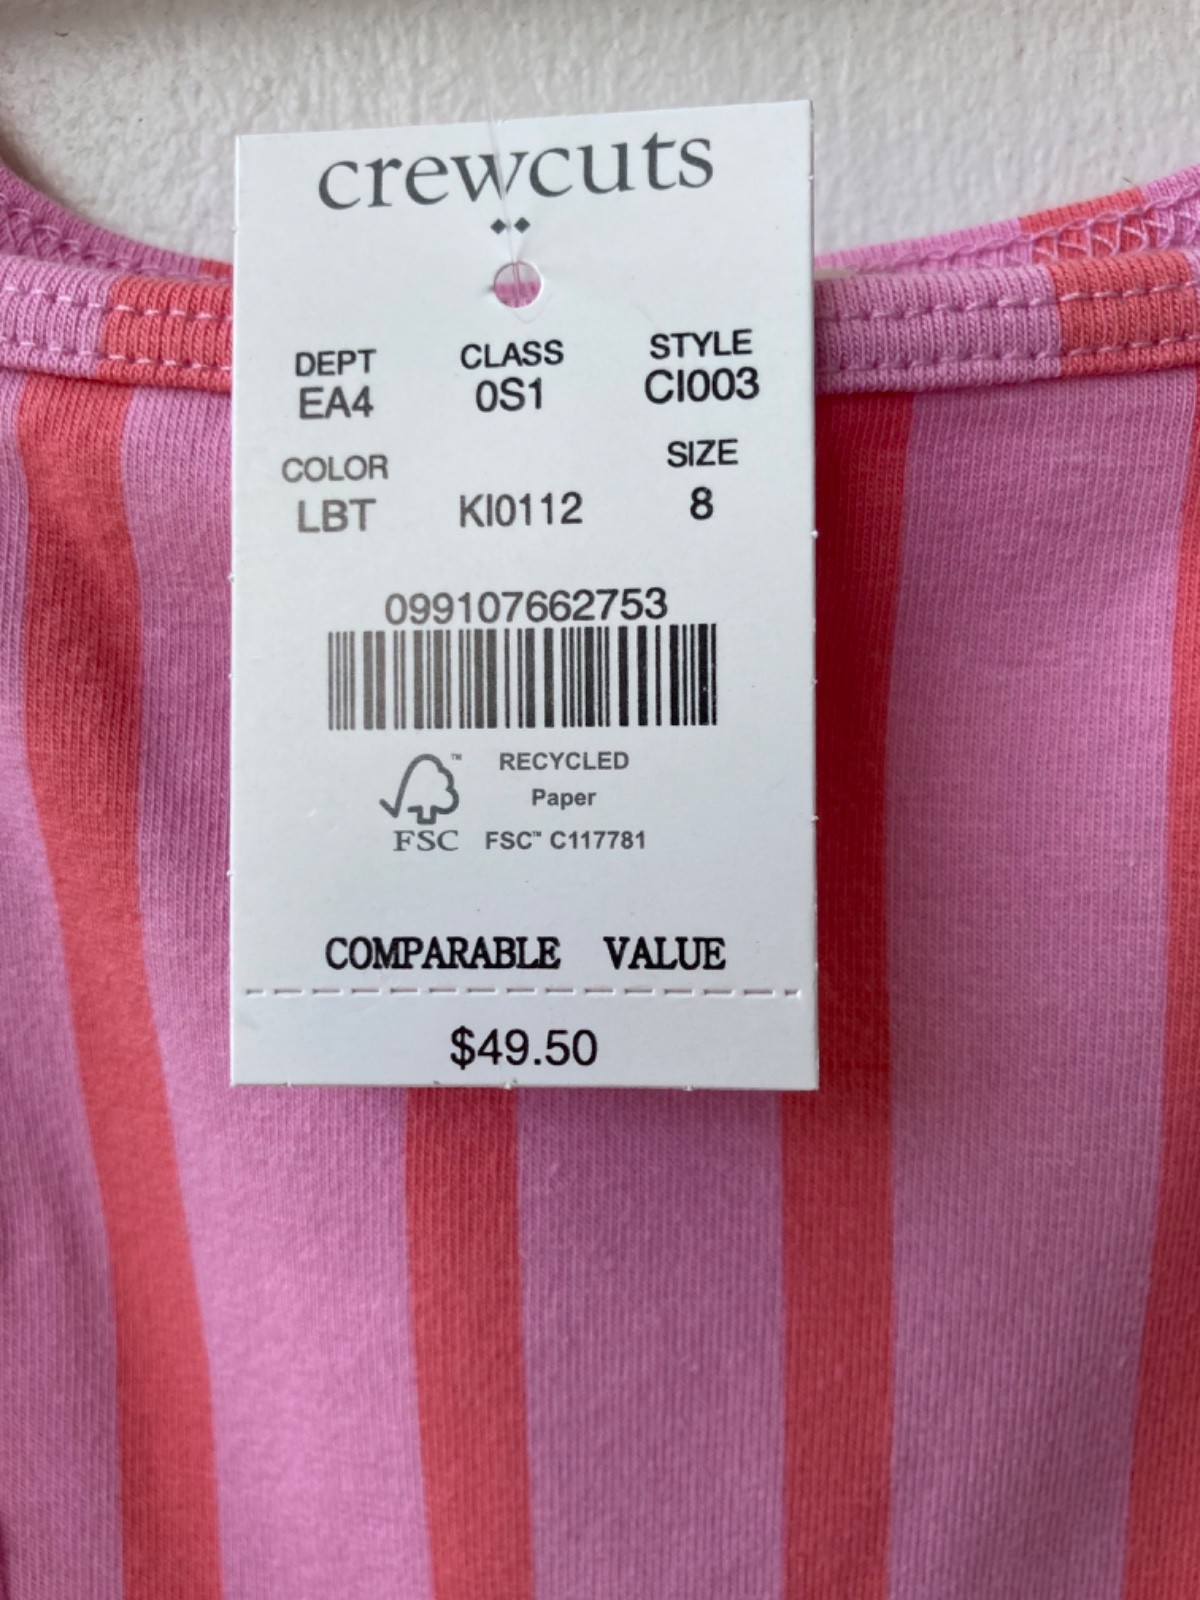 crewcuts
DEPT CLASS STYLE
EA4 0S1 CI003
COLOR SIZE
LBT KI0112 8
099107662753
RECYCLED
Paper
FSC™ C117781
™
FSC
COMPARABLE VALUE
$49.50